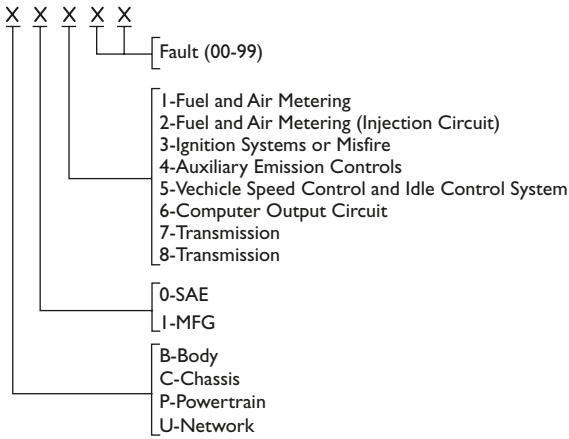 X X X X X
Fault (00-99)
1-Fuel and Air Metering
2-Fuel and Air Metering (Injection Circuit)
3-Ignition Systems or Misfire
4-Auxiliary Emission Controls
5-Vechicle Speed Control and Idle Control System
6-Computer Output Circuit
7-Transmission
8-Transmission
0-SAE
1-MFG
B-Body
C-Chassis
P-Powertrain
U-Network